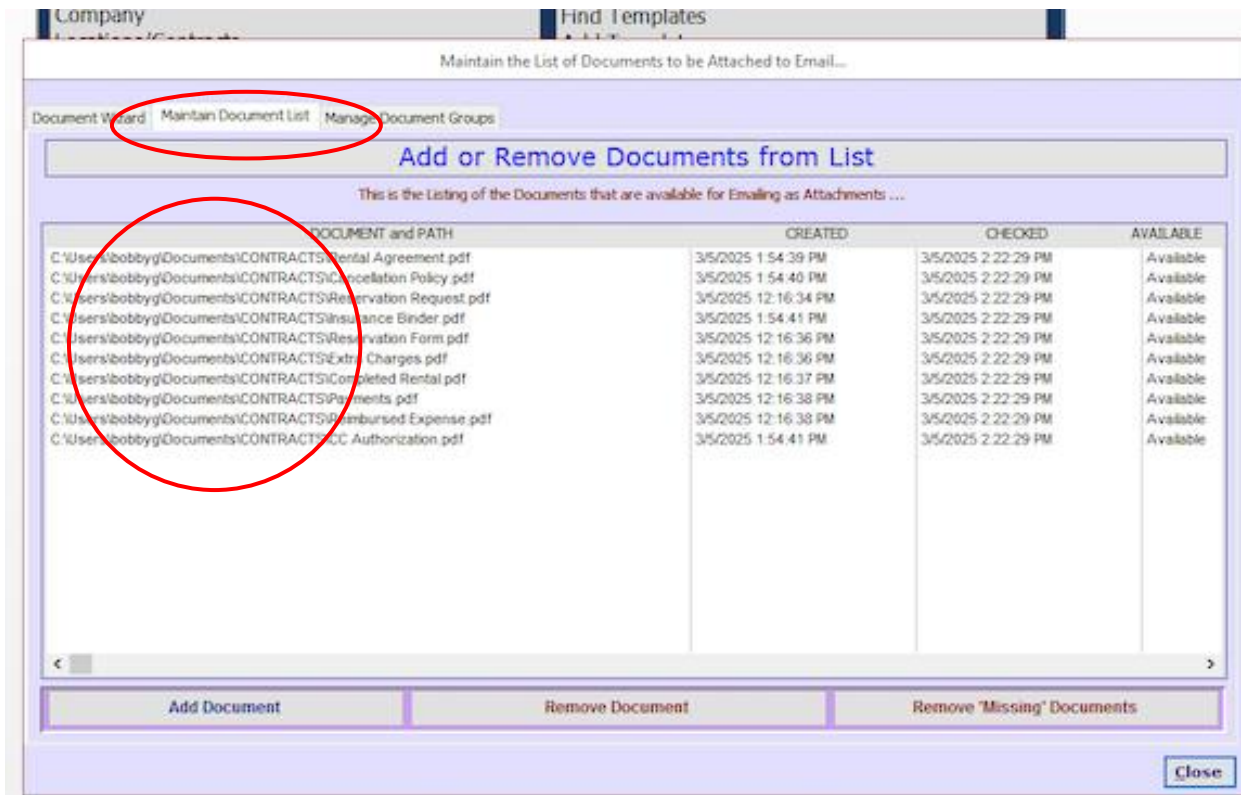 Company
Find Templates
Maintain the List of Documents to be Attached to Email...
Document Wizard Maintain Document List Manage Document Groups
Add or Remove Documents from List
This is the Listing of the Documents that are available for Emailing as Attachments ...
DOCUMENT and PATH CREATED CHECKED AVAILABLE
C:\Users\bobbyg\Documents\CONTRACTS\Rental Agreement.pdf 3/5/2025 1:54:39 PM 3/5/2025 2:22:29 PM Available
C:\Users\bobbyg\Documents\CONTRACTS\Cancellation Policy.pdf 3/5/2025 1:54:40 PM 3/5/2025 2:22:29 PM Available
C:\Users\bobbyg\Documents\CONTRACTS\Reservation Request.pdf 3/5/2025 12:16:34 PM 3/5/2025 2:22:29 PM Available
C:\Users\bobbyg\Documents\CONTRACTS\Insurance Binder.pdf 3/5/2025 1:54:41 PM 3/5/2025 2:22:29 PM Available
C:\Users\bobbyg\Documents\CONTRACTS\Reservation Form.pdf 3/5/2025 12:16:36 PM 3/5/2025 2:22:29 PM Available
C:\Users\bobbyg\Documents\CONTRACTS\Extra Charges.pdf 3/5/2025 12:16:36 PM 3/5/2025 2:22:29 PM Available
C:\Users\bobbyg\Documents\CONTRACTS\Completed Rental.pdf 3/5/2025 12:16:37 PM 3/5/2025 2:22:29 PM Available
C:\Users\bobbyg\Documents\CONTRACTS\Payments.pdf 3/5/2025 12:16:38 PM 3/5/2025 2:22:29 PM Available
C:\Users\bobbyg\Documents\CONTRACTS\Reimbursed Expense.pdf 3/5/2025 12:16:38 PM 3/5/2025 2:22:29 PM Available
C:\Users\bobbyg\Documents\CONTRACTS\CC Authorization.pdf 3/5/2025 1:54:41 PM 3/5/2025 2:22:29 PM Available
Add Document Remove Document Remove 'Missing' Documents
Close